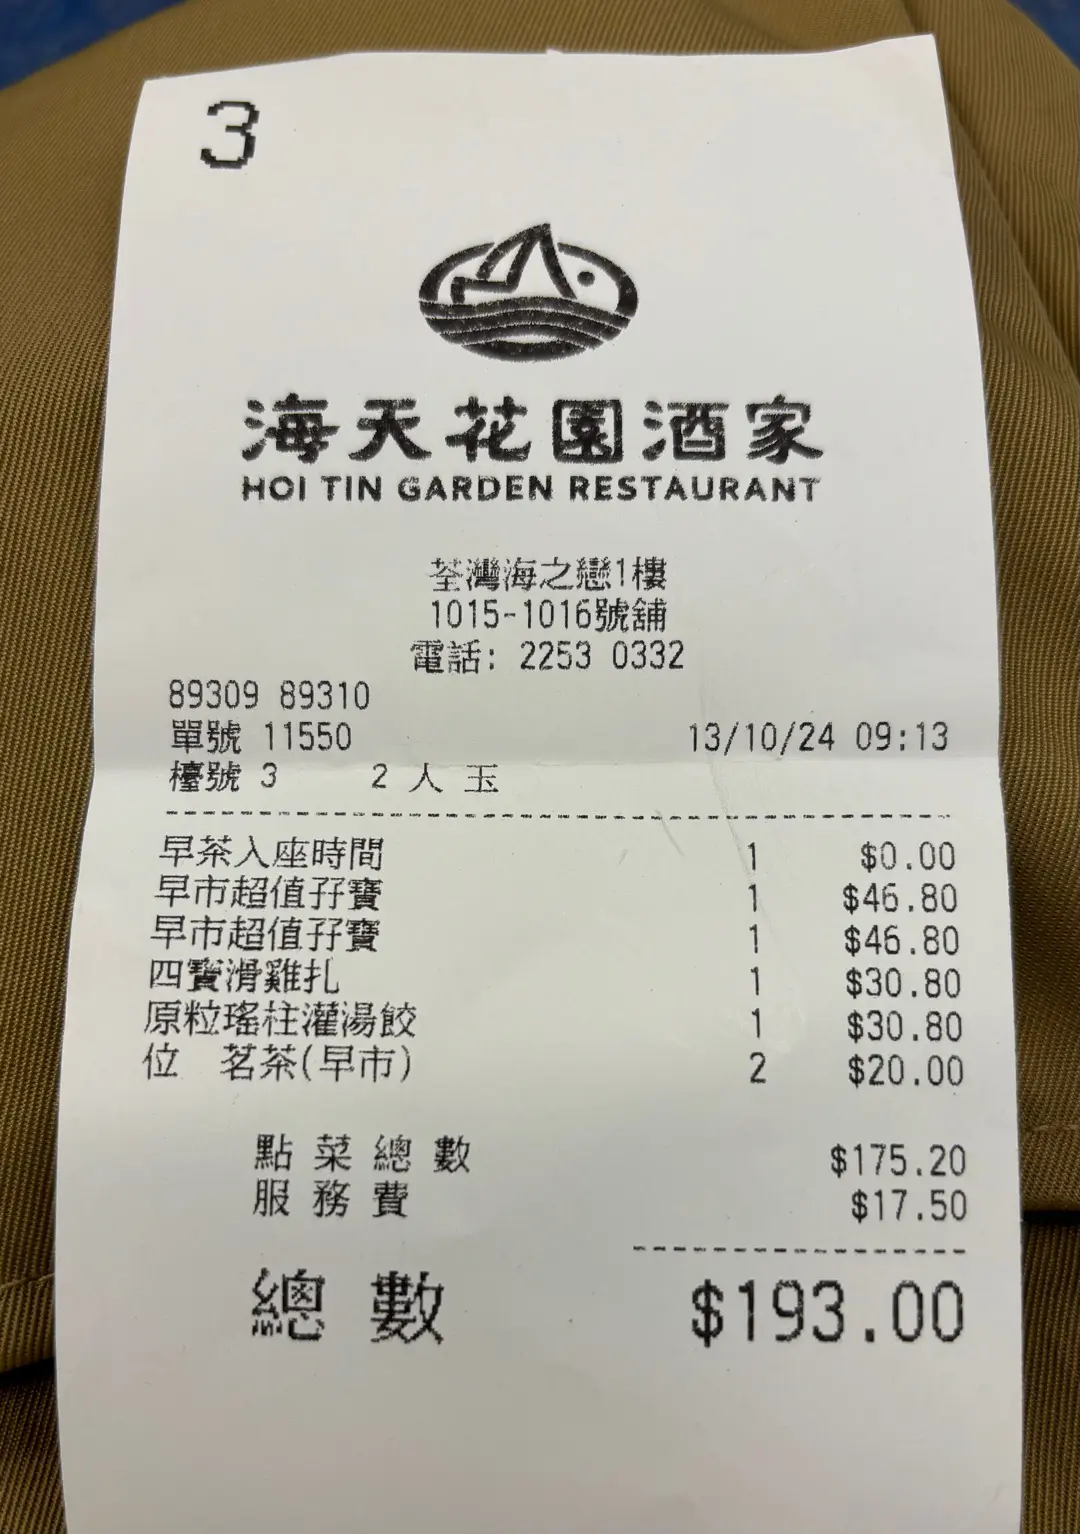 3
海天花園酒家
HOI TIN GARDEN RESTAURANT
荃灣海之戀1樓
1015-1016號舖
電話: 2253 0332
89309 89310
單號 11550 13/10/24 09:13
檯號 3 2 人 玉
早茶入座時間 1 $0.00
早市超值孖寶 1 $46.80
早市超值孖寶 1 $46.80
四寶滑雞扎 1 $30.80
原粒瑤柱灌湯餃 1 $30.80
位 茗茶(早市) 2 $20.00
點菜總數 $175.20
服務費 $17.50
總數 $193.00